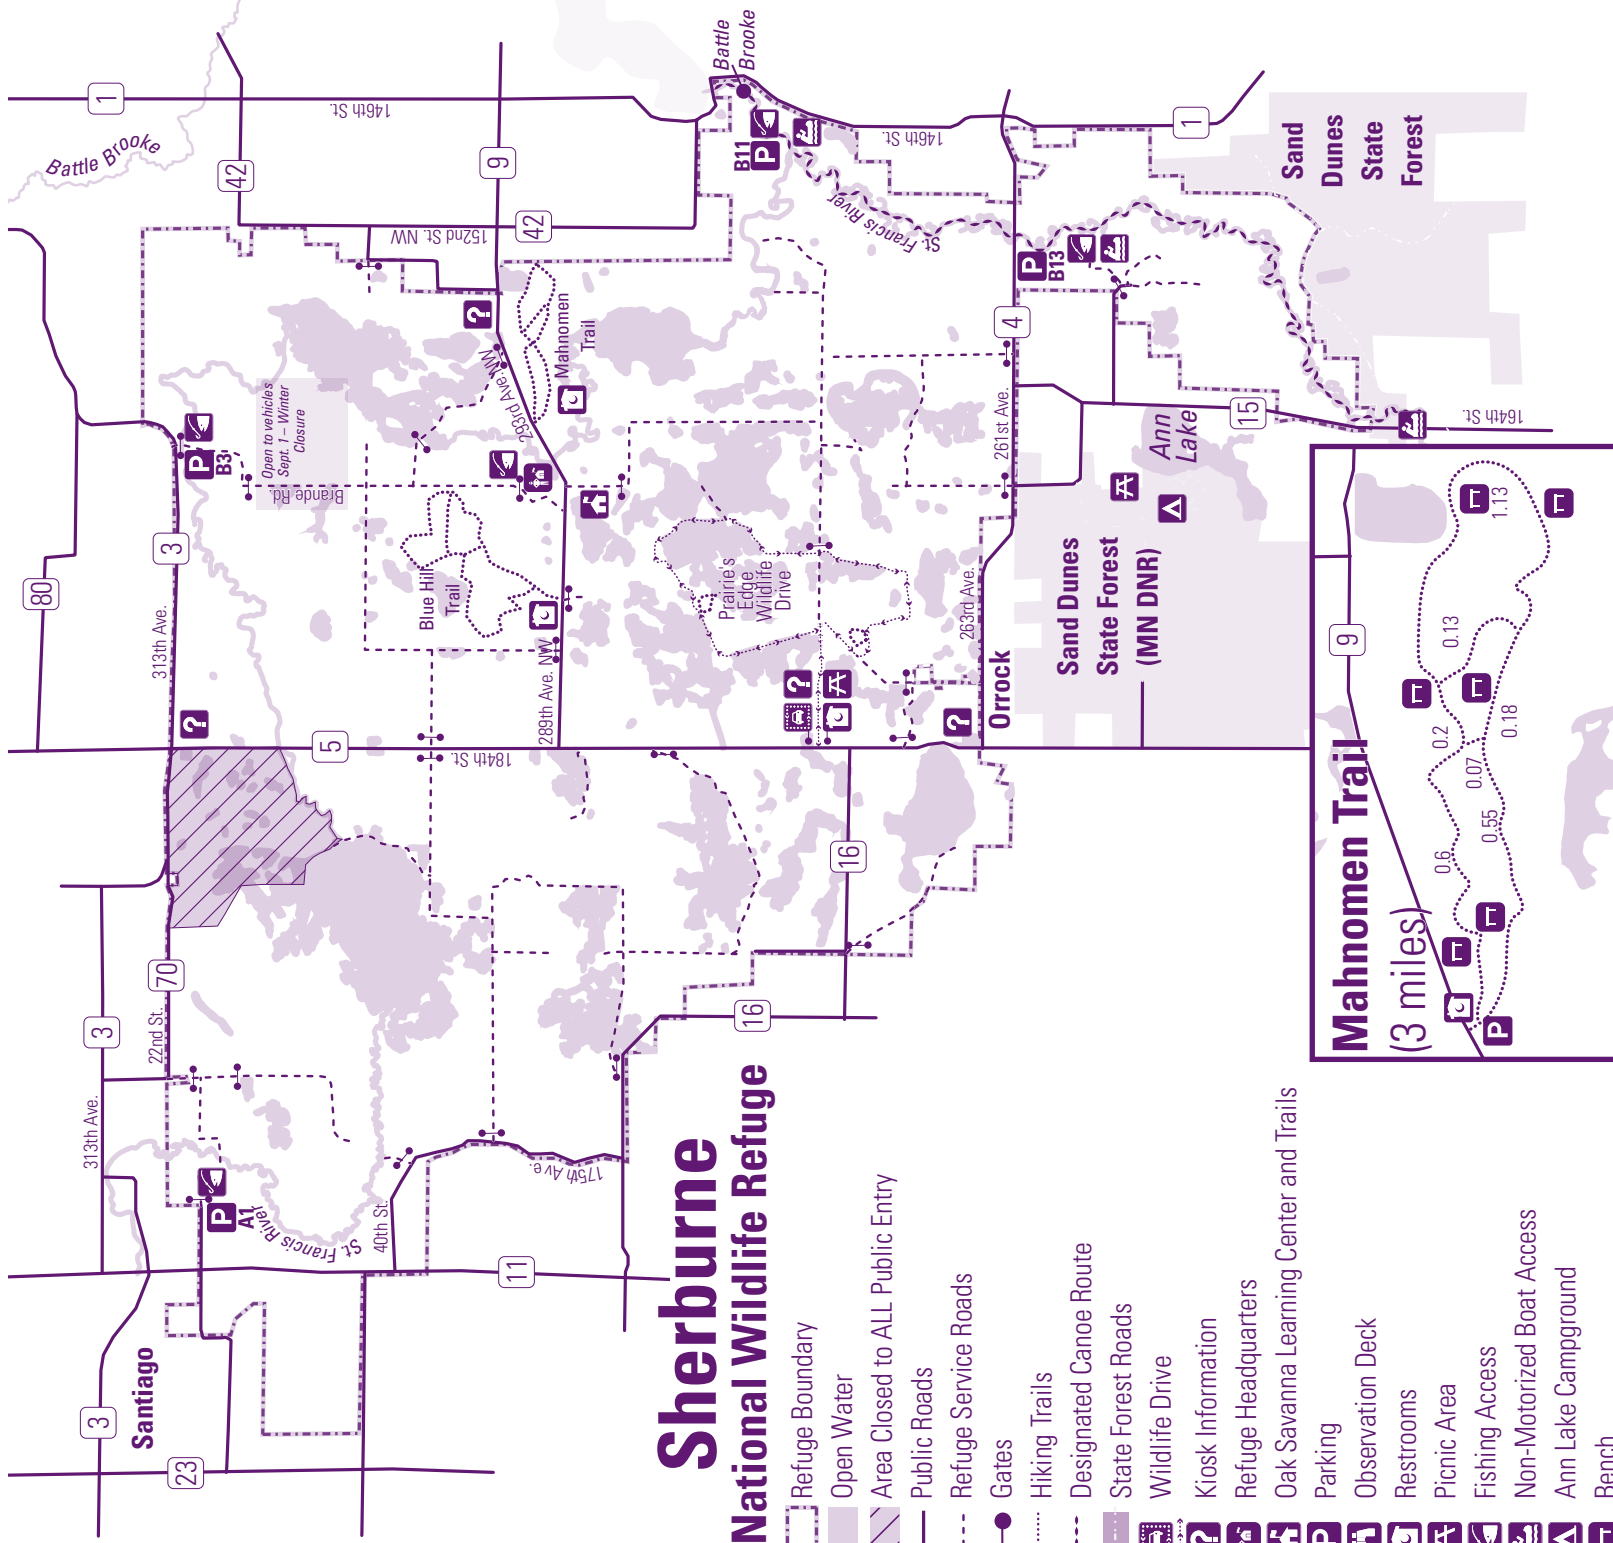 Sherburne
National Wildlife Refuge
Refuge Boundary
Open Water
Area Closed to ALL Public Entry
Public Roads
Refuge Service Roads
Gates
Hiking Trails
Designated Canoe Route
State Forest Roads
Wildlife Drive
Kiosk Information
Refuge Headquarters
Oak Savanna Learning Center and Trails
Parking
Observation Deck
Restrooms
Picnic Area
Fishing Access
Non-Motorized Boat Access
Ann Lake Campground
Bench
Santiago
3
23
11
313th Ave.
3
22nd St.
70
P
A1
St. Francis River
40th St.
175th Ave.
16
16
184th St.
5
80
313th Ave.
3
?
P
B3
Brande Rd.
Open to vehicles
Sept. 1 – Winter
Closure
Blue Hill
Trail
289th Ave. NW
293rd Ave. NW
Mahnomen
Trail
?
Prairie's
Edge
Wildlife
Drive
?
?
Orrock
263rd Ave.
261st Ave.
4
Sand Dunes
State Forest
(MN DNR)
Ann
Lake
15
164th St.
P
B13
St. Francis River
P
B11
Battle
Brooke
146th St.
1
Sand
Dunes
State
Forest
Battle Brooke
1
146th St.
42
9
42
152nd St. NW
Mahnomen Trail
(3 miles)
9
P
0.6
0.55
0.07
0.2
0.18
0.13
1.13